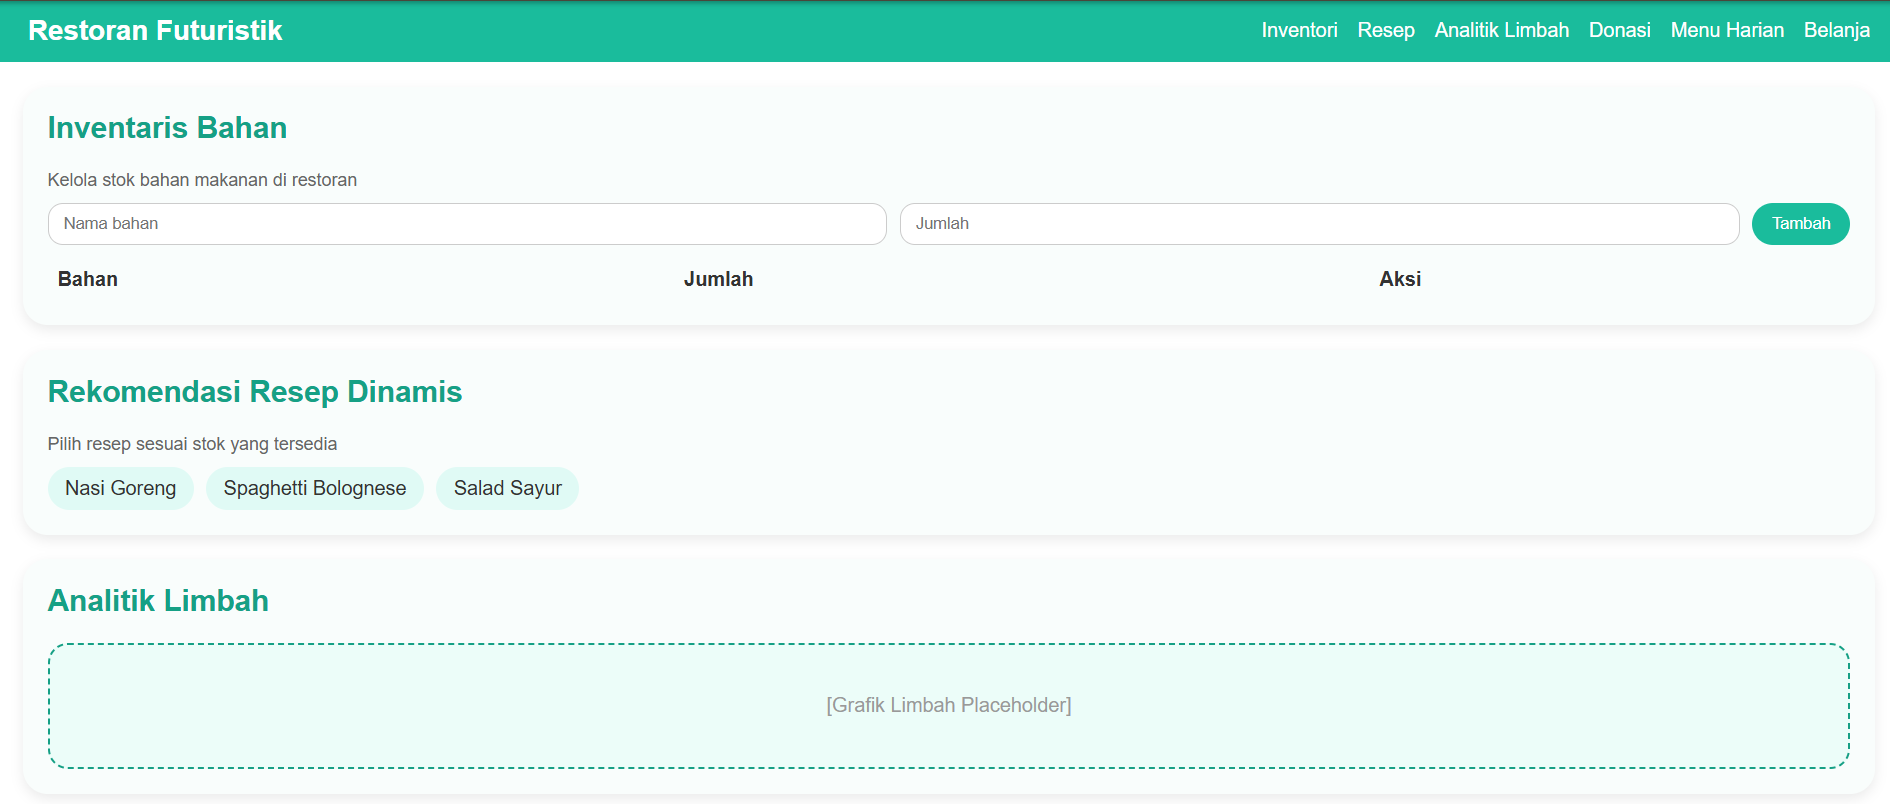 Restoran Futuristik
Inventori Resep Analitik Limbah Donasi Menu Harian Belanja
Inventaris Bahan
Kelola stok bahan makanan di restoran
Nama bahan Jumlah Tambah
Bahan Jumlah Aksi
Rekomendasi Resep Dinamis
Pilih resep sesuai stok yang tersedia
Nasi Goreng Spaghetti Bolognese Salad Sayur
Analitik Limbah
[Grafik Limbah Placeholder]